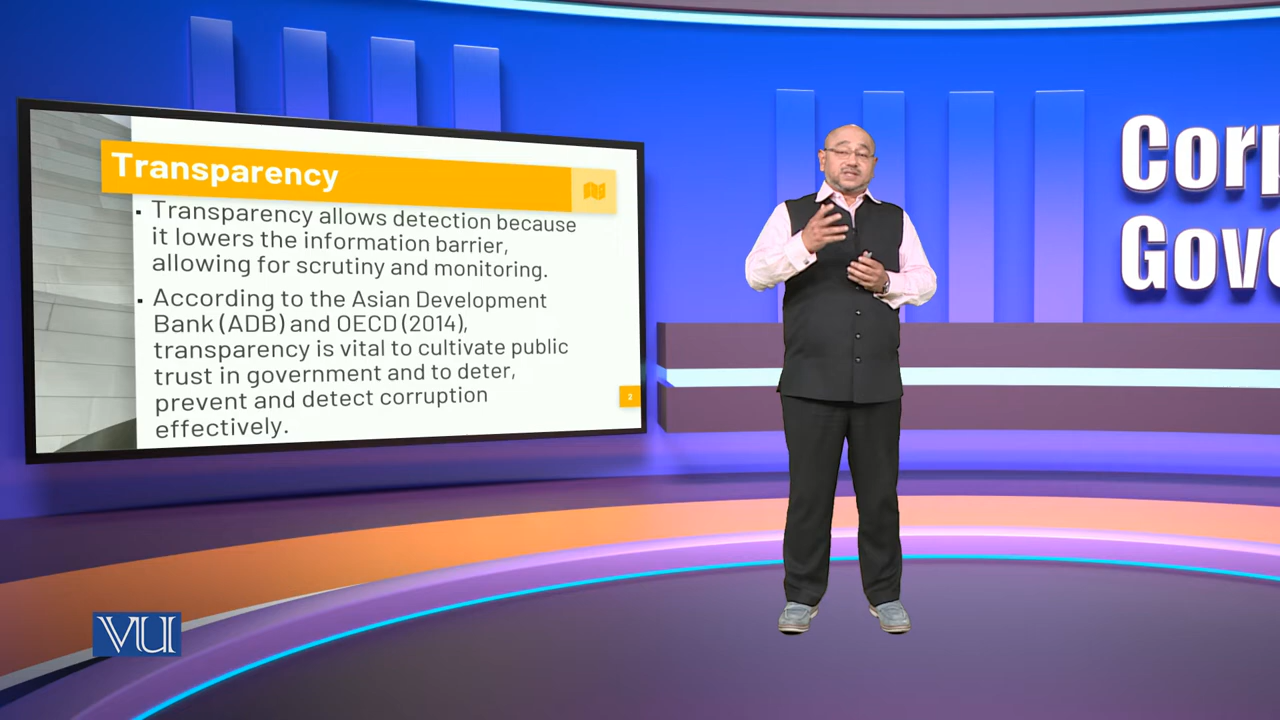 Transparency
▪ Transparency allows detection because
it lowers the information barrier,
allowing for scrutiny and monitoring.
▪ According to the Asian Development
Bank (ADB) and OECD (2014),
transparency is vital to cultivate public
trust in government and to deter,
prevent and detect corruption
effectively.
2
Corp
Gove
VU